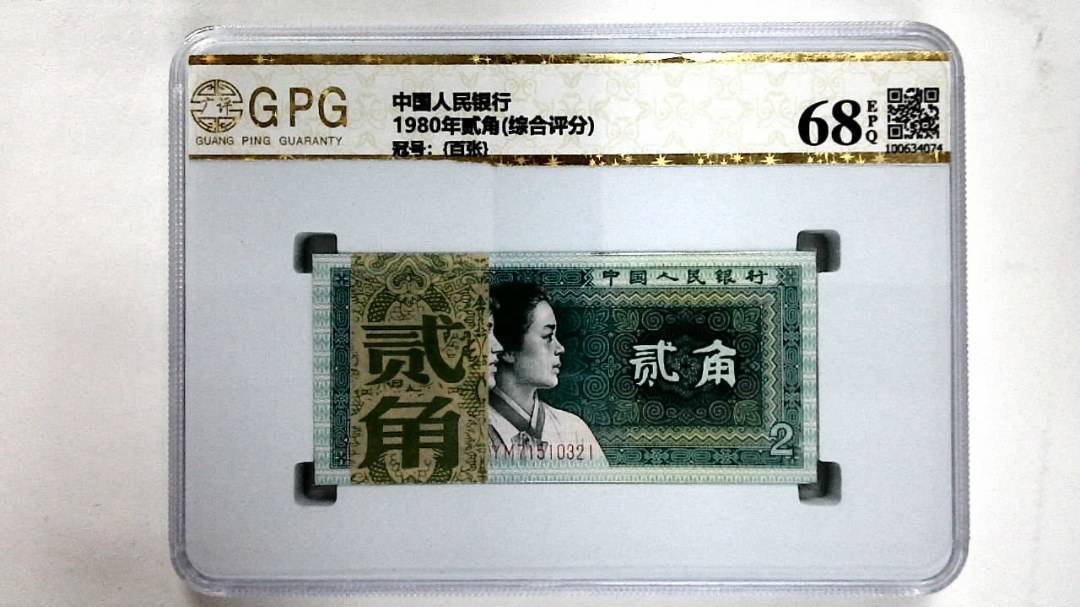 广评
GPG
GUANG PING GUARANTY
中国人民银行
1980年贰角(综合评分)
冠号：{百张}
68
EPQ
100634074
中国人民银行
贰角
贰角
YM71510321
2